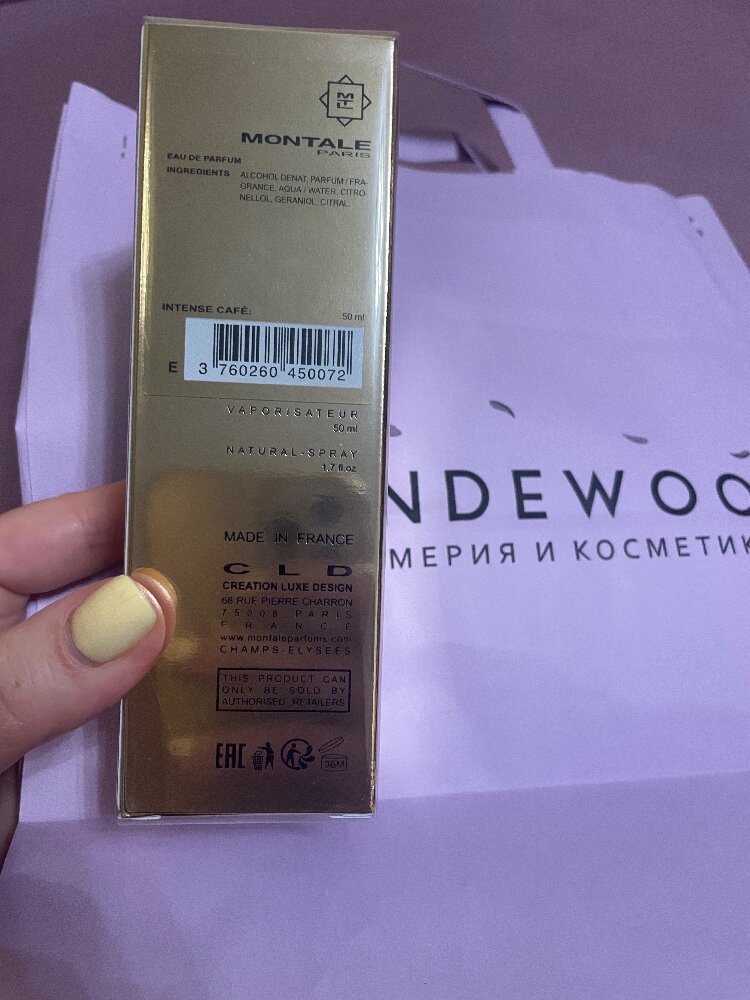 MTL
MONTALE
PARIS
EAU DE PARFUM
INGREDIENTS ALCOHOL DENAT, PARFUM / FRA-
GRANCE, AQUA / WATER, CITRO-
NELLOL, GERANIOL, CITRAL
INTENSE CAFÉ:
50 ml
E 3 760260 450072
VAPORISATEUR
50 ml
NATURAL-SPRAY
1.7 fl.oz
MADE IN FRANCE
CLD
CREATION LUXE DESIGN
66 RUE PIERRE CHARRON
75008 PARIS
FRANCE
www.montaleparfums.com
CHAMPS-ELYSEES
THIS PRODUCT CAN
ONLY BE SOLD BY
AUTHORISED RETAILERS
EAC
36M
NDEWOO
МЕРИЯ И КОСМЕТИК